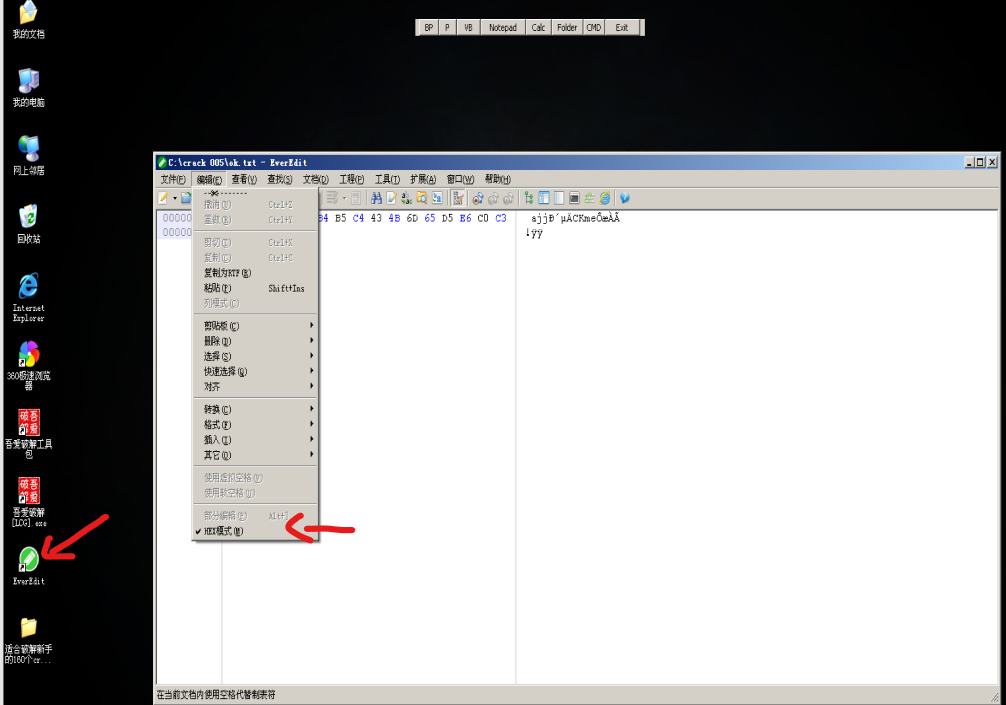 BP P VB Notepad Calc Folder CMD Exit
我的文档
我的电脑
网上邻居
回收站
Internet
Explorer
360极速浏览
器
吾爱破解工具
包
吾爱破解
[LCG].exe
EverEdit
适合破解新手
的160个cr...
C:\crack 005\ok.txt - EverEdit
文件(F) 编辑(E) 查看(V) 查找(S) 文档(D) 工程(P) 工具(T) 扩展(A) 窗口(W) 帮助(H)
撤消(U) Ctrl+Z
重做(R) Ctrl+Y
剪切(T) Ctrl+X
复制(C) Ctrl+C
复制为RTF(R)
粘贴(P) Shift+Ins
列模式(C)
剪贴板(C)
删除(D)
选择(S)
快速选择(Q)
对齐
转换(C)
格式(F)
插入(I)
其它(O)
使用虚拟空格(V)
使用软空格(U)
部分编辑(P) Alt+]
HEX模式(M)
00000 B4 B5 C4 43 4B 6D 65 D5 E6 C0 C3 ajjÐ´µÄCKmeÕæÀÃ
00000 !ÿÿ
在当前文档内使用空格代替制表符